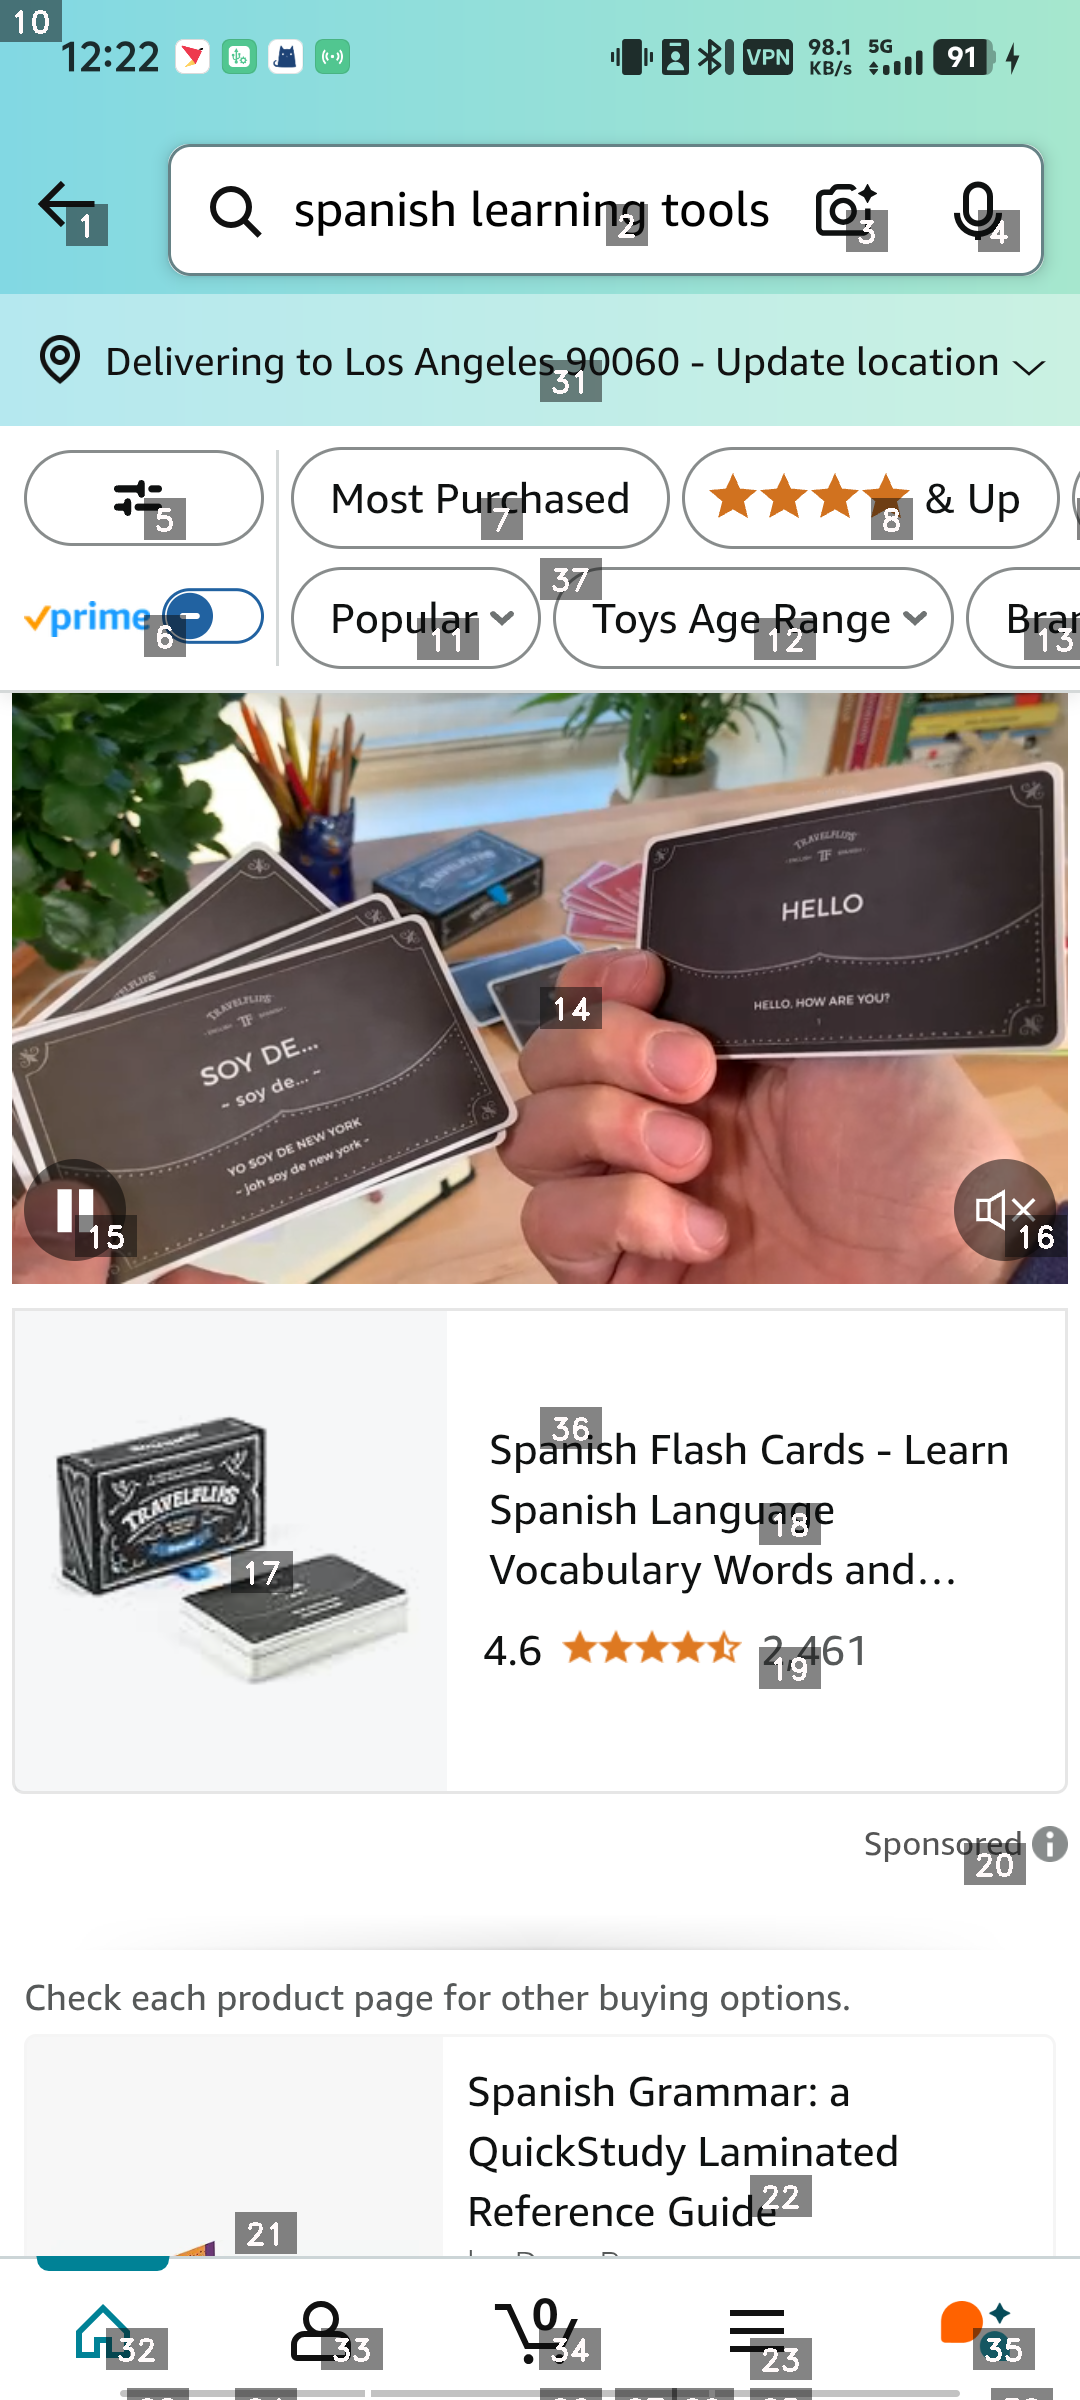 12:22
VPN
98.1 KB/s
5G
91
spanish learning tools
Delivering to Los Angeles 90060 - Update location
Most Purchased
& Up
prime
Popular
Toys Age Range
TRAVELFLIPS
TF
HELLO
HELLO, HOW ARE YOU?
TRAVELFLIPS
TF
SOY DE...
~ soy de... ~
YO SOY DE NEW YORK
~ joh soy de new york ~
TRAVELFLIPS
Spanish Flash Cards - Learn
Spanish Language
Vocabulary Words and...
4.6
2,461
Sponsored
Check each product page for other buying options.
Spanish Grammar: a
QuickStudy Laminated
Reference Guide
0
10
1
2
3
4
31
5
7
8
37
6
11
12
13
14
15
16
36
18
17
19
20
22
21
32
33
34
23
35